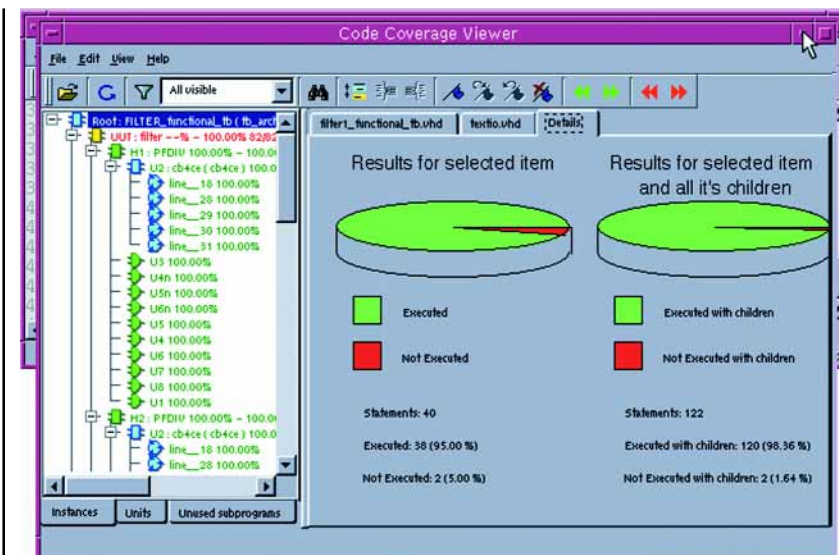 Code Coverage Viewer
File Edit View Help
All visible
Root: FILTER_functional_tb ( tb_arch
UUT : filter --% - 100.00% 82/82
H1 : PFDIV 100.00% - 100.00
U2 : cb4ce ( cb4ce ) 100.0
line__18 100.00%
line__28 100.00%
line__29 100.00%
line__30 100.00%
line__31 100.00%
U3 100.00%
U4n 100.00%
U5n 100.00%
U6n 100.00%
U5 100.00%
U4 100.00%
U6 100.00%
U7 100.00%
U8 100.00%
U1 100.00%
H2 : PFDIV 100.00% - 100.00
U2 : cb4ce ( cb4ce ) 100.0
line__18 100.00%
line__28 100.00%
Instances Units Unused subprograms
filter1_functional_tb.vhd textio.vhd Details
Results for selected item
Executed
Not Executed
Statements: 40
Executed: 38 (95.00 %)
Not Executed: 2 (5.00 %)
Results for selected item
and all it's children
Executed with children
Not Executed with children
Statements: 122
Executed with children: 120 (98.36 %)
Not Executed with children: 2 (1.64 %)